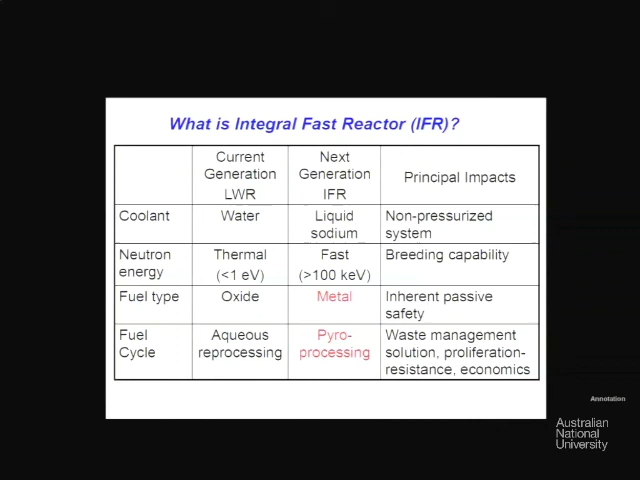 What is Integral Fast Reactor (IFR)?
Current Generation LWR
Next Generation IFR
Principal Impacts
Coolant
Water
Liquid sodium
Non-pressurized system
Neutron energy
Thermal (<1 eV)
Fast (>100 keV)
Breeding capability
Fuel type
Oxide
Metal
Inherent passive safety
Fuel Cycle
Aqueous reprocessing
Pyro-processing
Waste management solution, proliferation-resistance, economics
Annotation
Australian
National
University